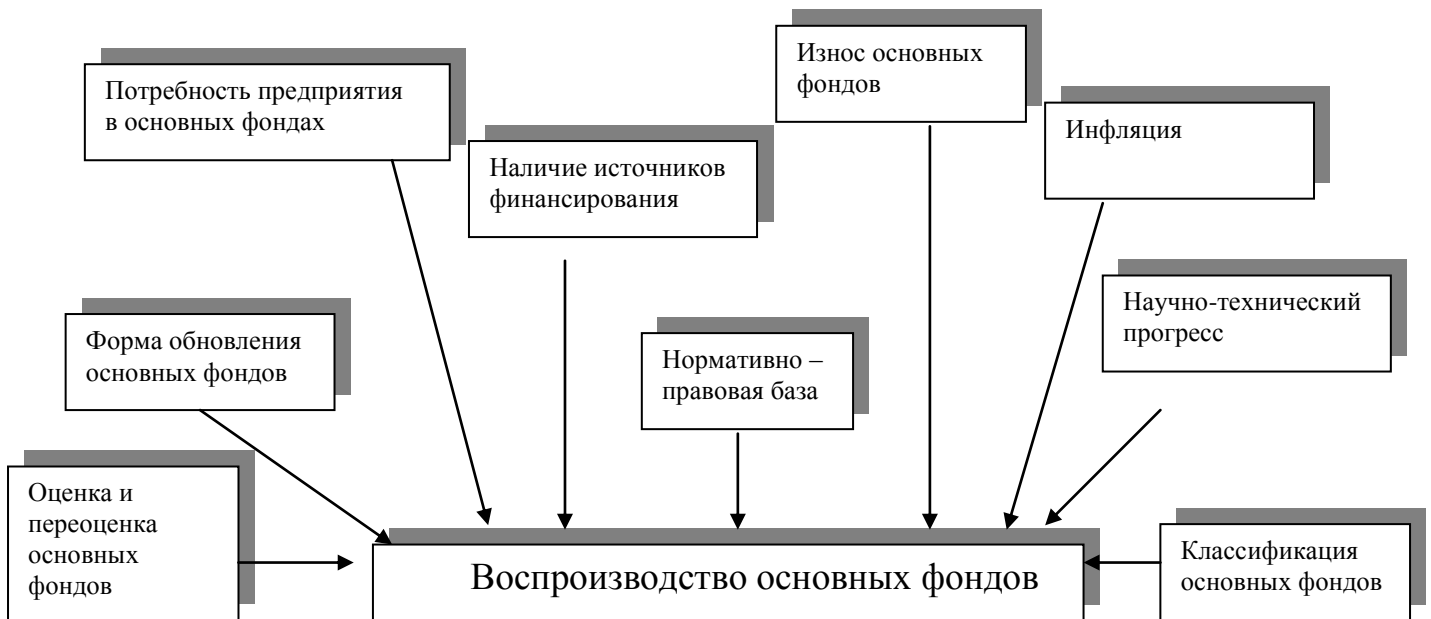 Износ основных
фондов
Потребность предприятия
в основных фондах
Инфляция
Наличие источников
финансирования
Научно-технический
прогресс
Форма обновления
основных фондов
Нормативно –
правовая база
Оценка и
переоценка
основных
фондов
Воспроизводство основных фондов
Классификация
основных фондов